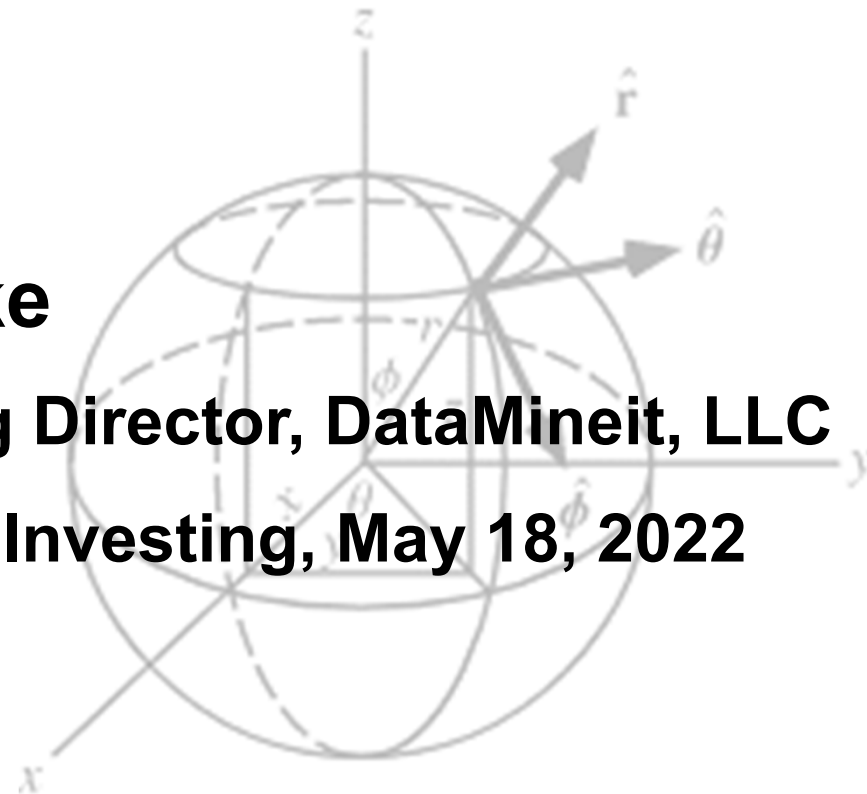 z
r̂
θ̂
ke
r
ϕ
g Director, DataMineit, LLC
z
y
x
θ
ϕ̂
Investing, May 18, 2022
y
x